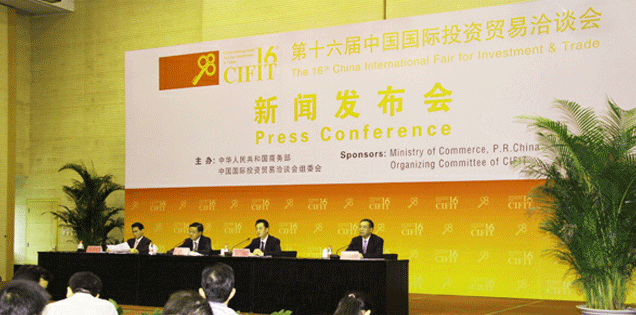 CIFIT 16th
第十六届中国国际投资贸易洽谈会
The 16th China International Fair for Investment & Trade
新闻发布会
Press Conference
主 办：中华人民共和国商务部
中国国际投资贸易洽谈会组委会
Sponsors: Ministry of Commerce, P.R.China
Organizing Committee of CIFIT